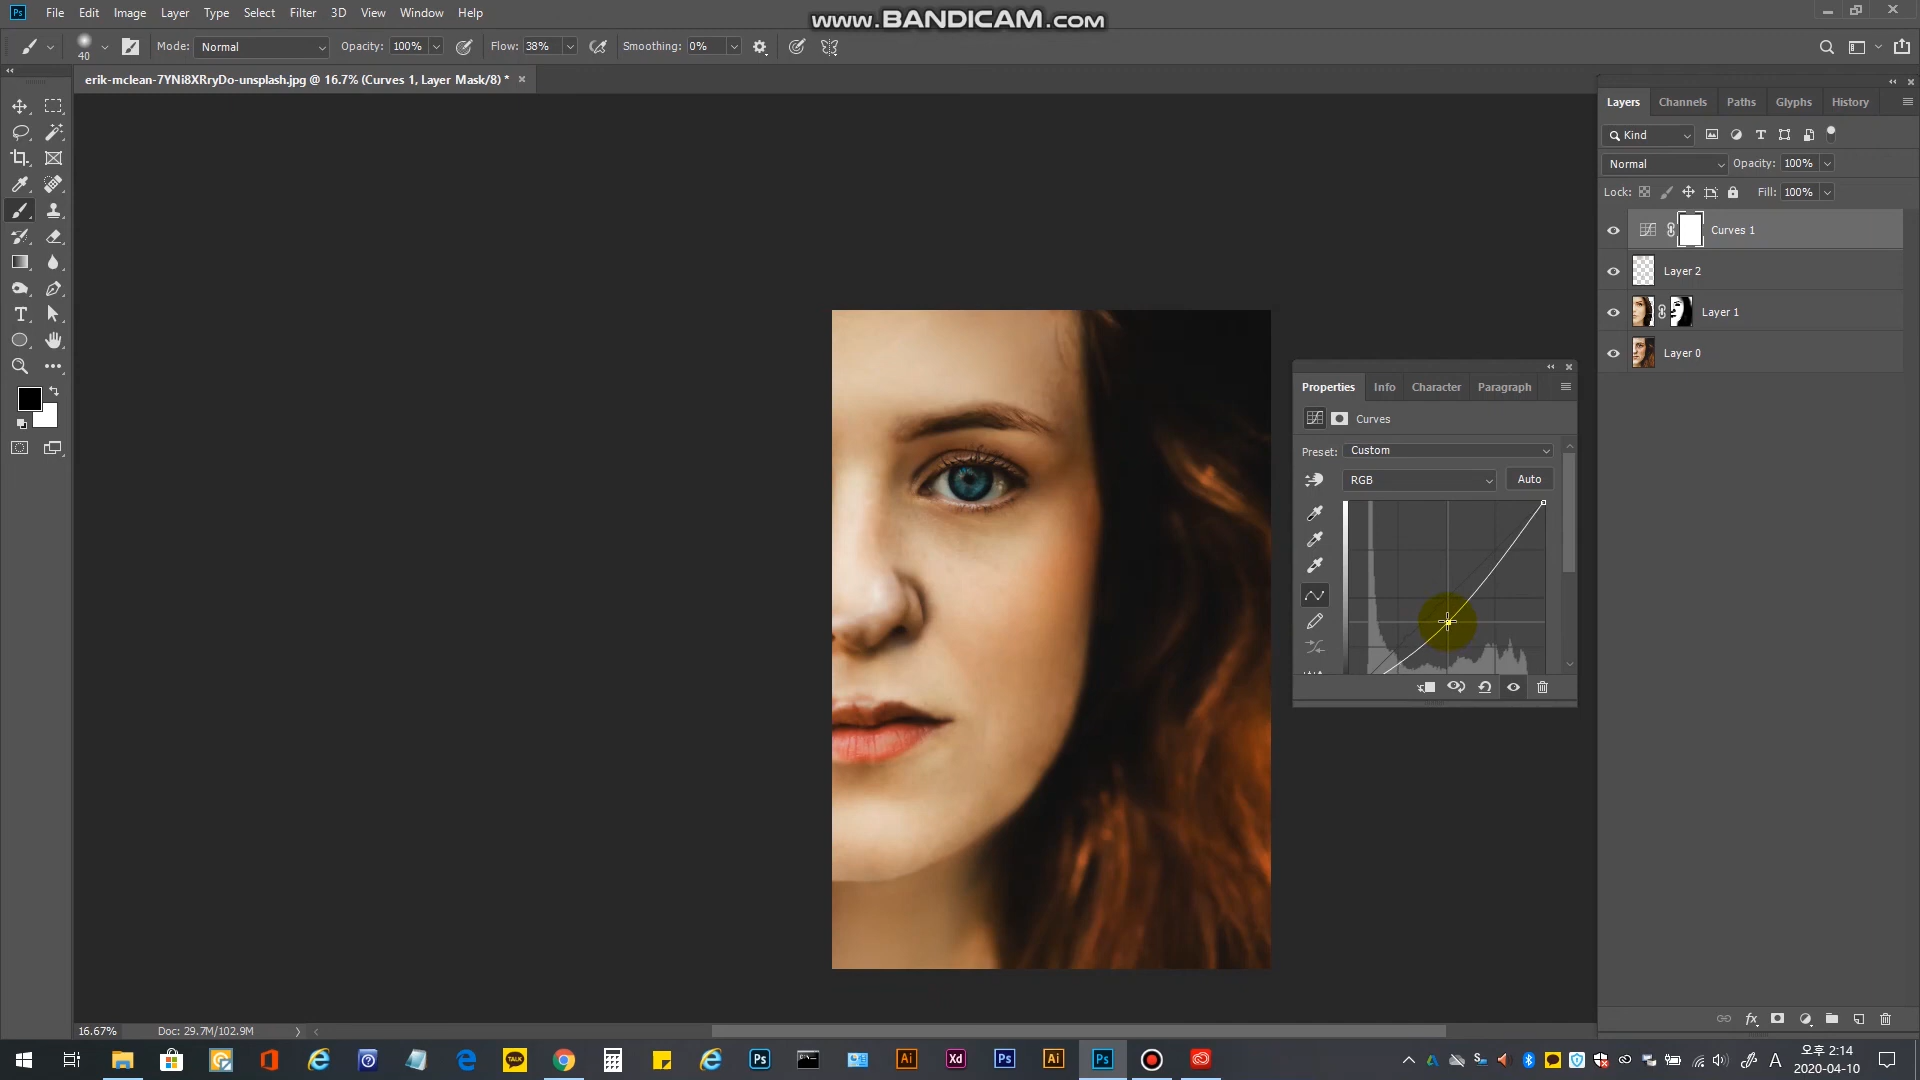 www.BANDICAM.com
File Edit Image Layer Type Select Filter 3D View Window Help
40 Mode: Normal Opacity: 100% Flow: 38% Smoothing: 0%
erik-mclean-7YNi8XRryDo-unsplash.jpg @ 16.7% (Curves 1, Layer Mask/8) *
Layers Channels Paths Glyphs History
Kind
Normal Opacity: 100%
Lock: Fill: 100%
Curves 1
Layer 2
Layer 1
Layer 0
Properties Info Character Paragraph
Curves
Preset: Custom
RGB Auto
16.67% Doc: 29.7M/102.9M
오후 2:14
2020-04-10